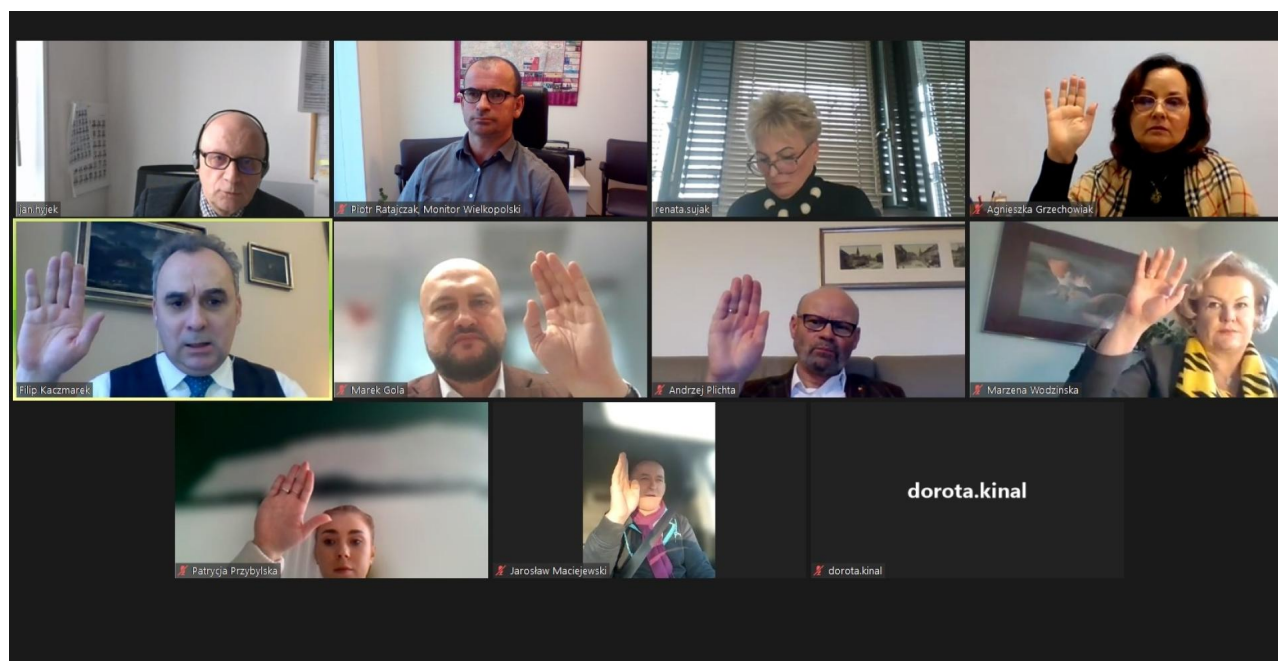 jan.hyjek
Piotr Ratajczak, Monitor Wielkopolski
renata.sujak
Agnieszka Grzechowiak
Filip Kaczmarek
Marek Gola
Andrzej Plichta
Marzena Wodzińska
Patrycja Przybylska
Jarosław Maciejewski
dorota.kinal
dorota.kinal